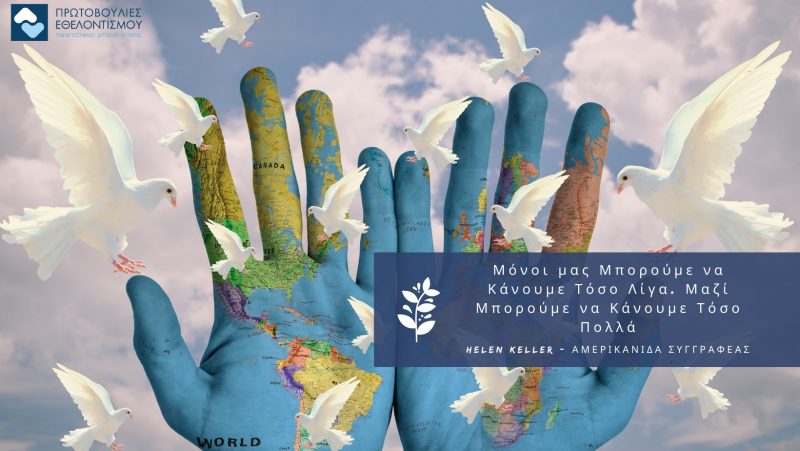 ΠΡΩΤΟΒΟΥΛΙΕΣ
ΕΘΕΛΟΝΤΙΣΜΟΥ
ΠΑΝΕΠΙΣΤΗΜΙΟ ΔΥΤΙΚΗΣ ΑΤΤΙΚΗΣ
CANADA
Μόνοι μας Μπορούμε να
Κάνουμε Τόσο Λίγα. Μαζί
Μπορούμε να Κάνουμε Τόσο
Πολλά
HELEN KELLER - ΑΜΕΡΙΚΑΝΙΔΑ ΣΥΓΓΡΑΦΕΑΣ
WORLD